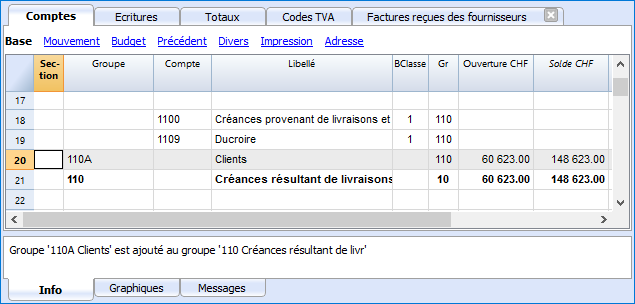 Comptes Ecritures Totaux Codes TVA Factures reçues des fournisseurs
Base Mouvement Budget Précédent Divers Impression Adresse
Sec-
tion Groupe Compte Libellé BClasse Gr Ouverture CHF Solde CHF
17
18 1100 Créances provenant de livraisons et 1 110
19 1109 Ducroire 1 110
20 110A Clients 110 60 623.00 148 623.00
21 110 Créances résultant de livraisons 10 60 623.00 148 623.00
22
Groupe '110A Clients' est ajouté au groupe '110 Créances résultant de livr'
Info Graphiques Messages